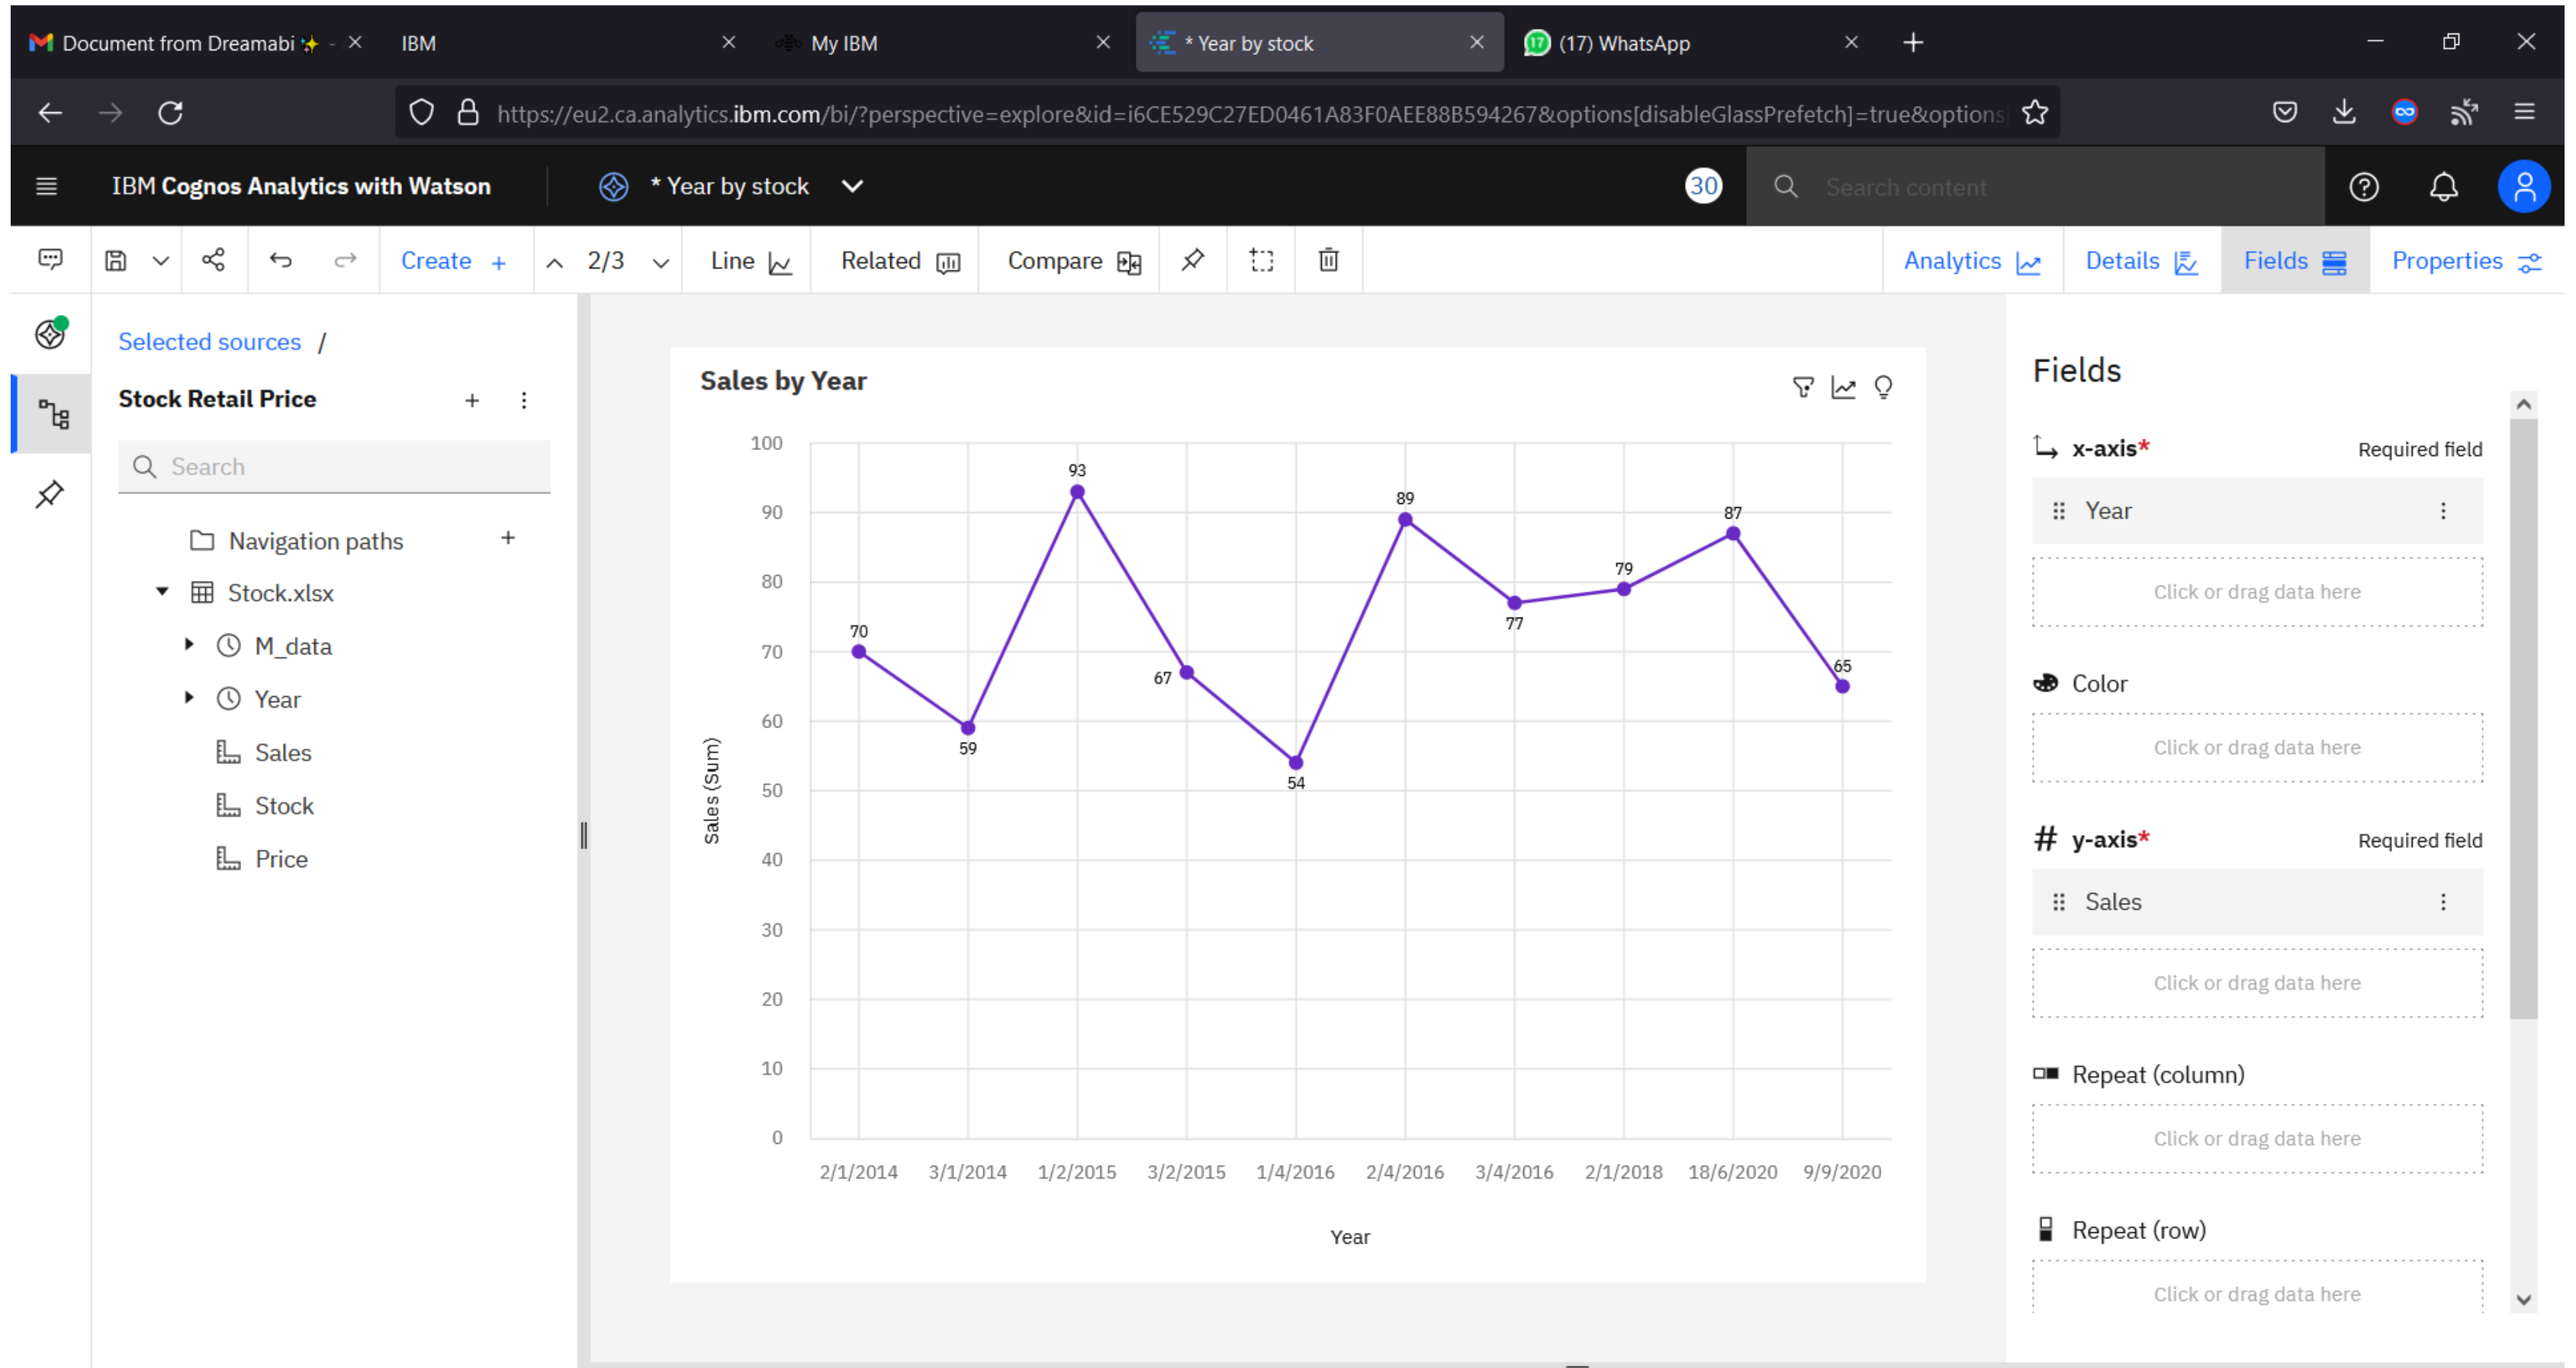 Document from Dreamabi ✨ -
IBM
My IBM
* Year by stock
(17) WhatsApp
https://eu2.ca.analytics.ibm.com/bi/?perspective=explore&id=i6CE529C27ED0461A83F0AEE88B594267&options[disableGlassPrefetch]=true&options
IBM Cognos Analytics with Watson
* Year by stock
30
Search content
Create +
2/3
Line
Related
Compare
Analytics
Details
Fields
Properties
Selected sources /
Stock Retail Price
Search
Navigation paths
Stock.xlsx
M_data
Year
Sales
Stock
Price
Sales by Year
100
90
80
70
60
50
40
30
20
10
0
Sales (Sum)
70
59
93
67
54
89
77
79
87
65
2/1/2014 3/1/2014 1/2/2015 3/2/2015 1/4/2016 2/4/2016 3/4/2016 2/1/2018 18/6/2020 9/9/2020
Year
Fields
x-axis* Required field
Year
Click or drag data here
Color
Click or drag data here
# y-axis* Required field
Sales
Click or drag data here
Repeat (column)
Click or drag data here
Repeat (row)
Click or drag data here